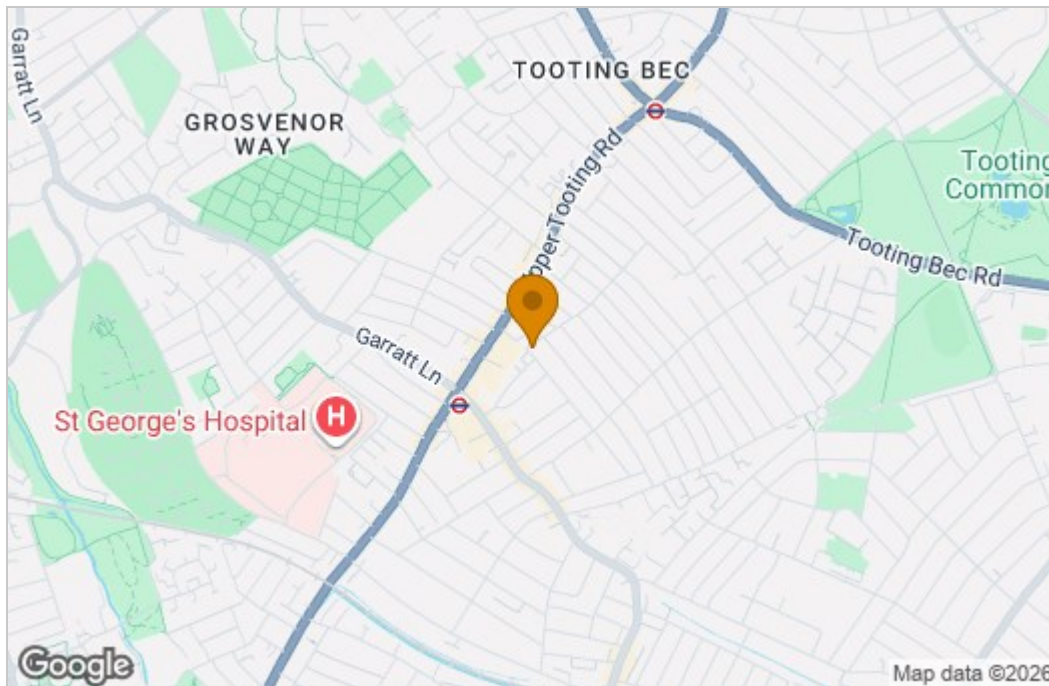 Garratt Ln
TOOTING BEC
GROSVENOR
WAY
Upper Tooting Rd
Tooting
Common
Tooting Bec Rd
Garratt Ln
St George's Hospital
H
Google
Map data ©2026